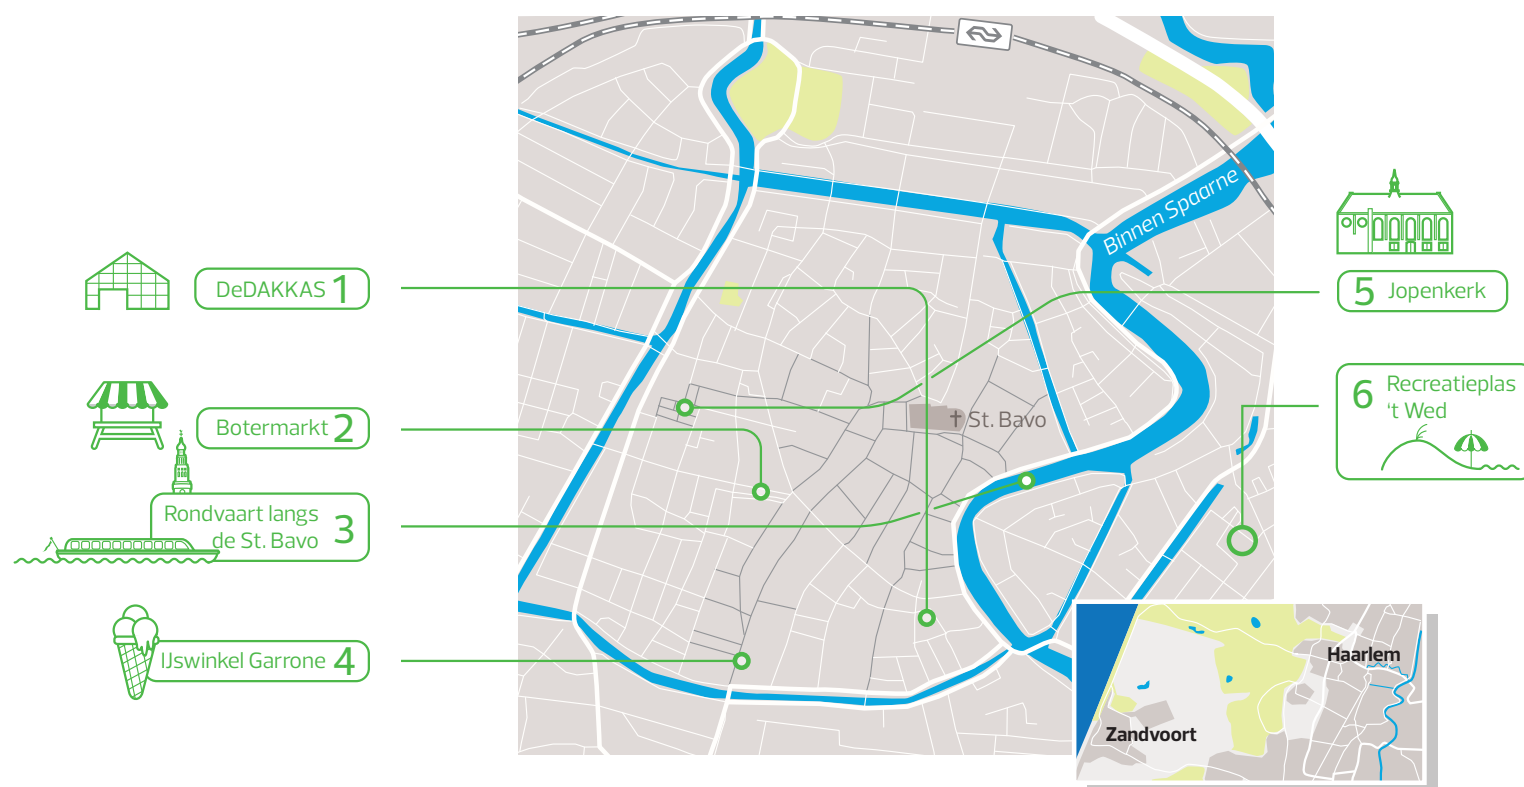 DeDAKKAS 1
Botermarkt 2
Rondvaart langs
de St. Bavo 3
IJswinkel Garrone 4
Binnen Spaarne
St. Bavo
5 Jopenkerk
6 Recreatieplas
‘t Wed
Haarlem
Zandvoort